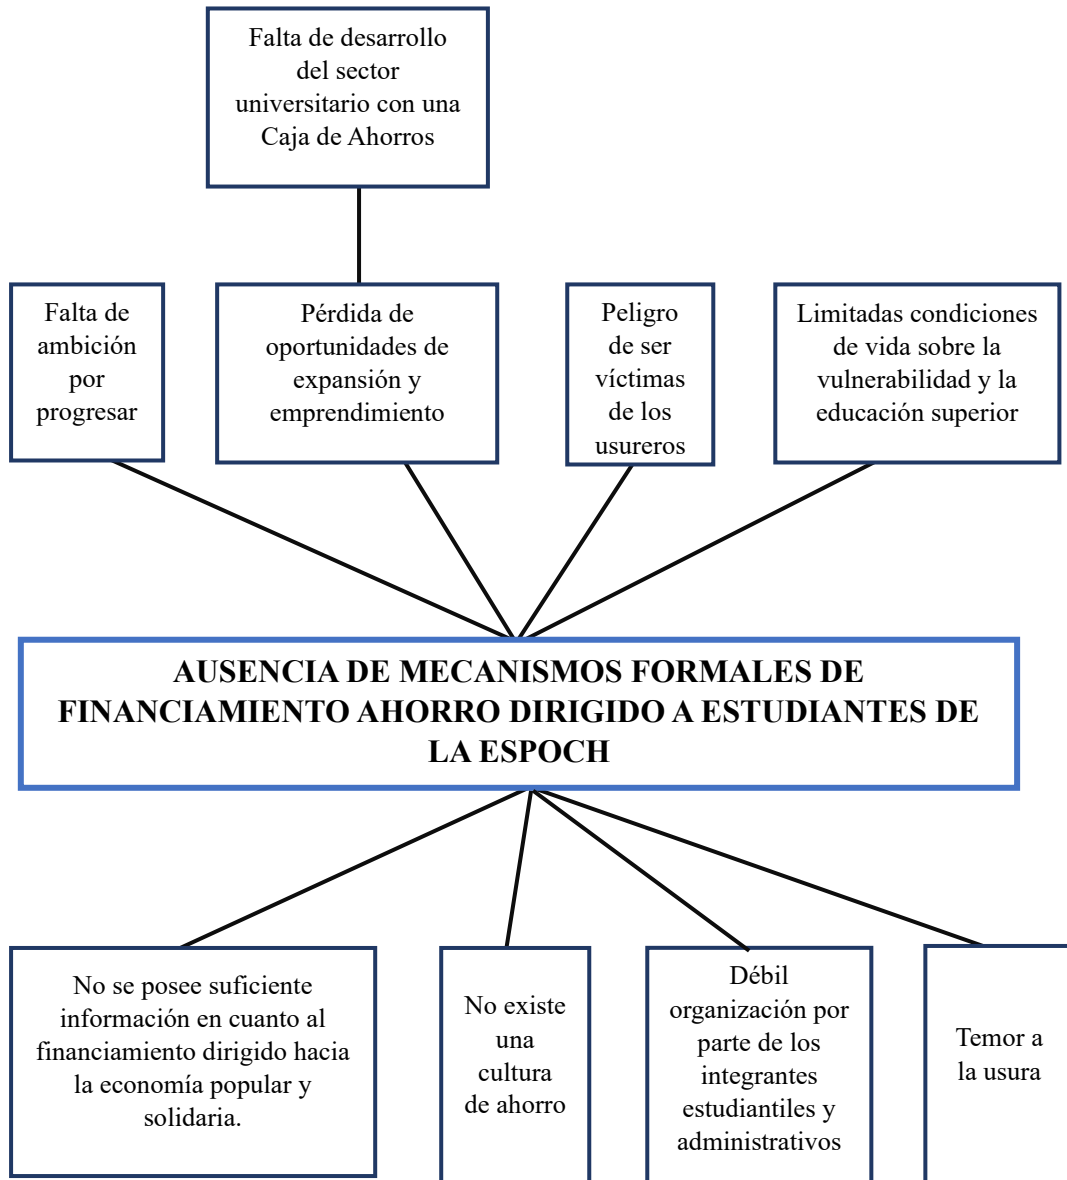 Falta de desarrollo
del sector
universitario con una
Caja de Ahorros
Falta de
ambición
por
progresar
Pérdida de
oportunidades de
expansión y
emprendimiento
Peligro
de ser
víctimas
de los
usureros
Limitadas condiciones
de vida sobre la
vulnerabilidad y la
educación superior
AUSENCIA DE MECANISMOS FORMALES DE
FINANCIAMIENTO AHORRO DIRIGIDO A ESTUDIANTES DE
LA ESPOCH
No se posee suficiente
información en cuanto al
financiamiento dirigido hacia
la economía popular y
solidaria.
No existe
una
cultura
de ahorro
Débil
organización por
parte de los
integrantes
estudiantiles y
administrativos
Temor a
la usura